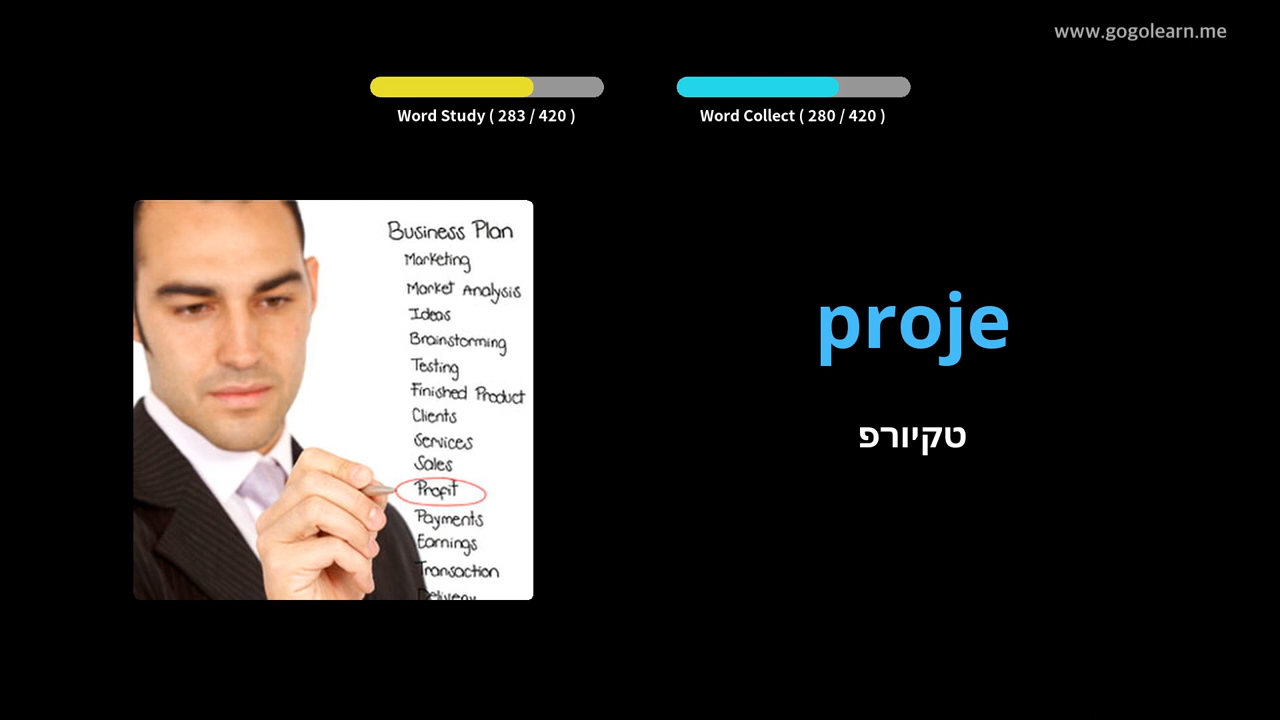 www.gogolearn.me
Word Study ( 283 / 420 )
Word Collect ( 280 / 420 )
Business Plan
Marketing
Market Analysis
Ideas
Brainstorming
Testing
Finished Product
Clients
Services
Sales
Profit
Payments
Earnings
Transaction
Delivery
proje
טקיורפ